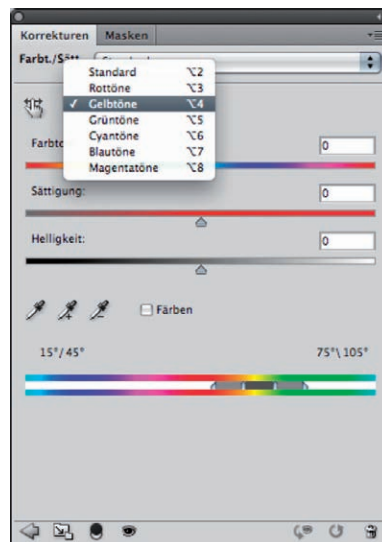 Korrekturen Masken
Farbt./Sätt.
Standard ⌥2
Rottöne ⌥3
✓ Gelbtöne ⌥4
Grüntöne ⌥5
Cyantöne ⌥6
Blautöne ⌥7
Magentatöne ⌥8
Farbto 0
Sättigung: 0
Helligkeit: 0
Färben
15°/45° 75°\105°